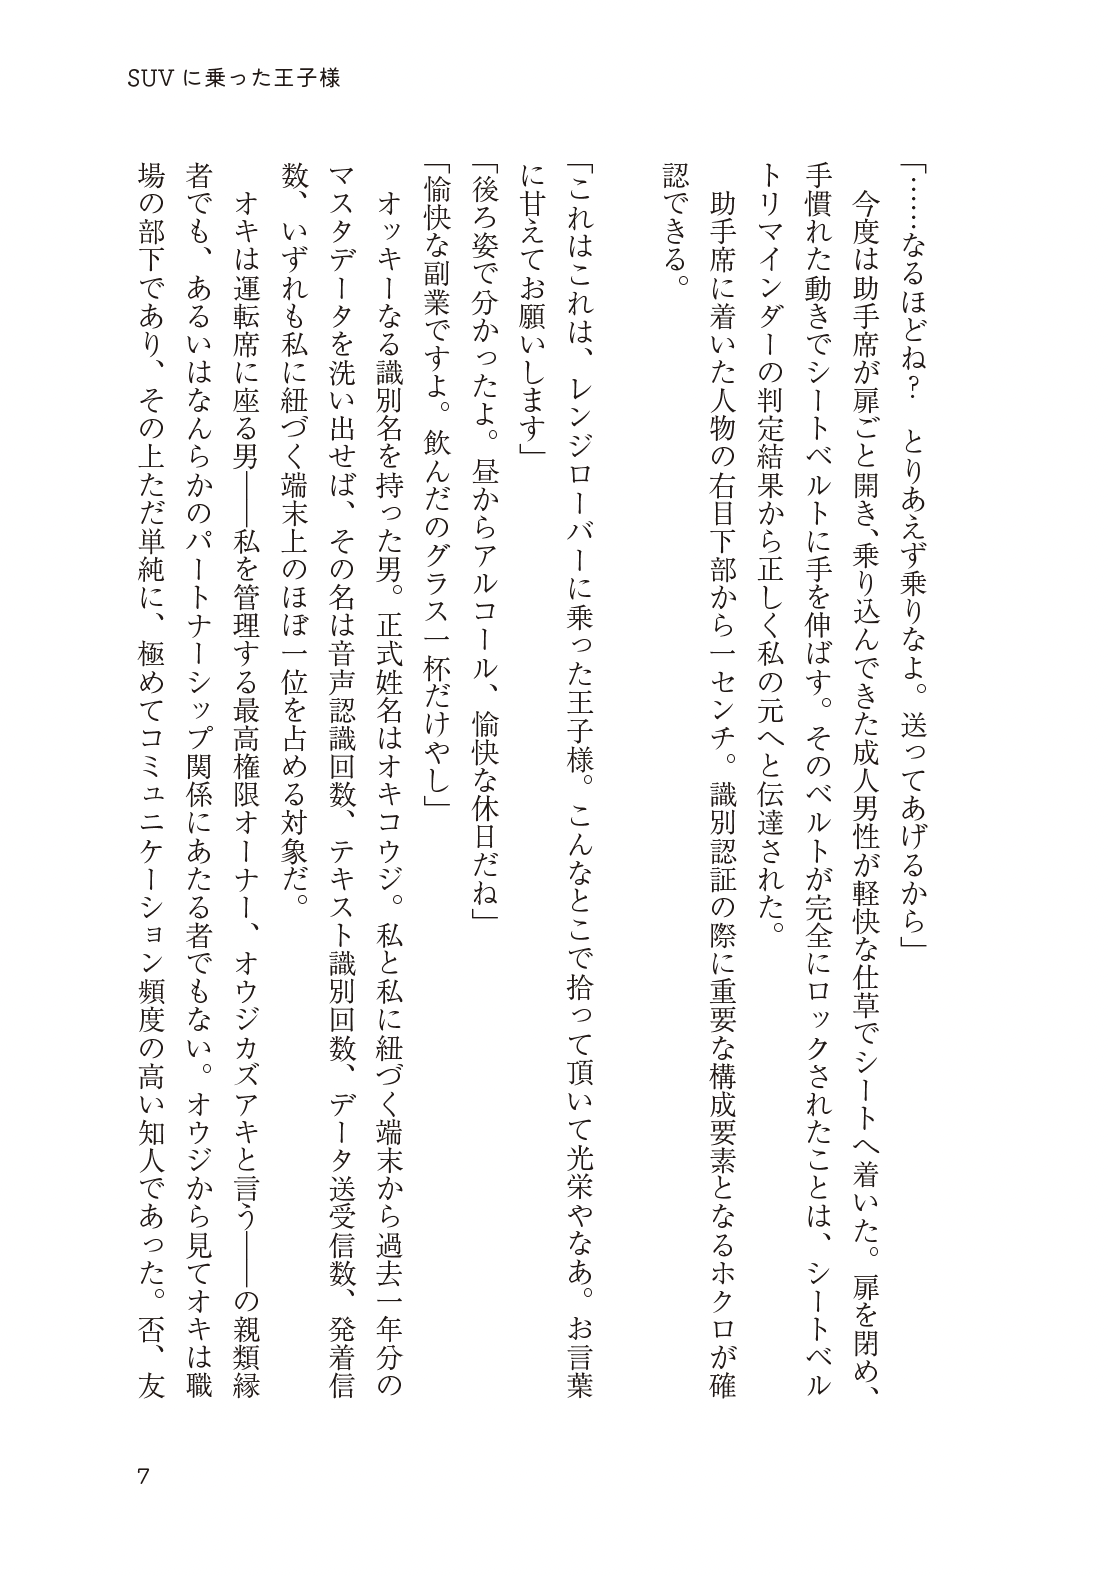 SUVに乗った王子様
「……なるほどね？　とりあえず乗りなよ。送ってあげるから」
　今度は助手席が扉ごと開き、乗り込んできた成人男性が軽快な仕草でシートへ着いた。扉を閉め、
手慣れた動きでシートベルトに手を伸ばす。そのベルトが完全にロックされたことは、シートベル
トリマインダーの判定結果から正しく私の元へと伝達された。
　助手席に着いた人物の右目下部から一センチ。識別認証の際に重要な構成要素となるホクロが確
認できる。
「これはこれは、レンジローバーに乗った王子様。こんなとこで拾って頂いて光栄やなあ。お言葉
に甘えてお願いします」
「後ろ姿で分かったよ。昼からアルコール、愉快な休日だね」
「愉快な副業ですよ。飲んだのグラス一杯だけやし」
　オッキーなる識別名を持った男。正式姓名はオキコウジ。私と私に紐づく端末から過去一年分の
マスタデータを洗い出せば、その名は音声認識回数、テキスト識別回数、データ送受信数、発着信
数、いずれも私に紐づく端末上のほぼ一位を占める対象だ。
　オキは運転席に座る男――私を管理する最高権限オーナー、オウジカズアキと言う――の親類縁
者でも、あるいはなんらかのパートナーシップ関係にあたる者でもない。オウジから見てオキは職
場の部下であり、その上ただ単純に、極めてコミュニケーション頻度の高い知人であった。否、友
7